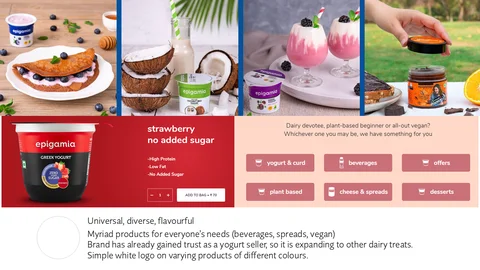 epigamia
epigamia
epigamia
epigamia
GREEK YOGURT
strawberry
no added sugar
-High Protein
-Low Fat
-No Added Sugar
- 1 +
Dairy devotee, plant-based beginner or all-out vegan?
Whichever one you may be, we have something for you
yogurt & curd
beverages
offers
plant based
cheese & spreads
desserts
Universal, diverse, flavourful
Myriad products for everyone's needs (beverages, spreads, vegan)
Brand has already gained trust as a yogurt seller, so it is expanding to other dairy treats.
Simple white logo on varying products of different colours.